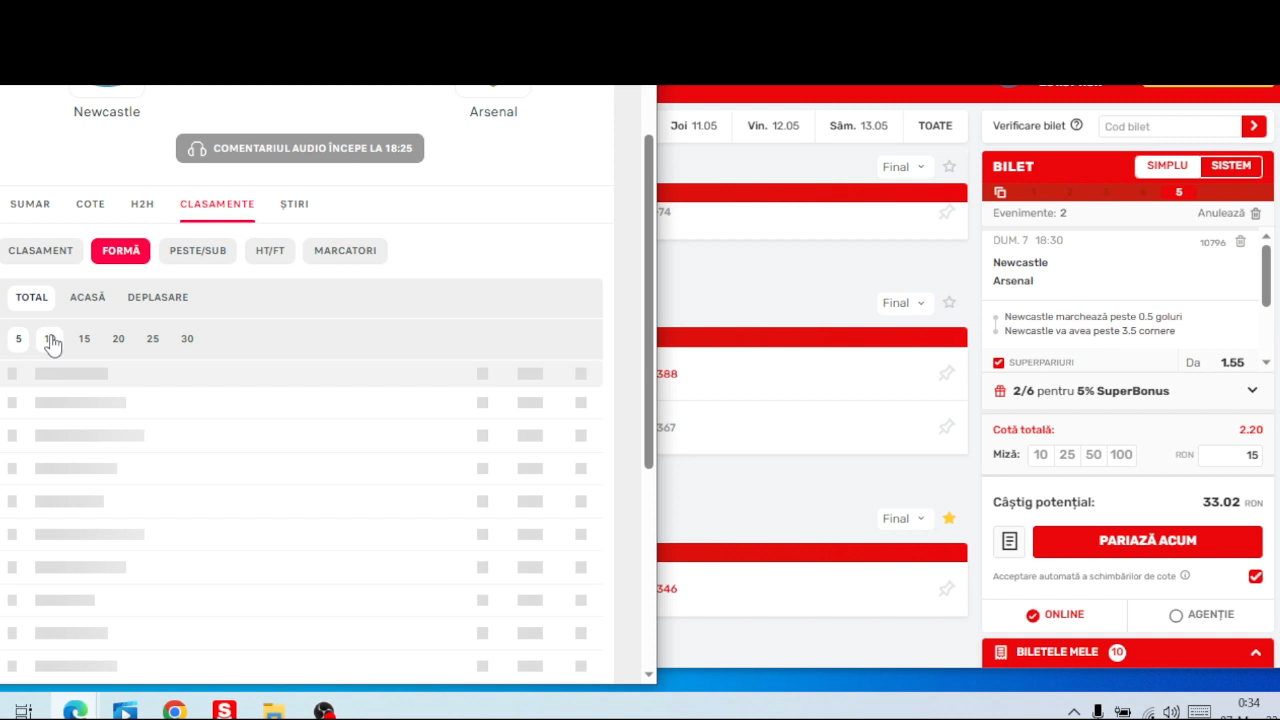 Newcastle
Arsenal
COMENTARIUL AUDIO ÎNCEPE LA 18:25
SUMAR COTE H2H CLASAMENTE ȘTIRI
CLASAMENT FORMĂ PESTE/SUB HT/FT MARCATORI
TOTAL ACASĂ DEPLASARE
5 15 20 25 30
Joi 11.05 Vin. 12.05 Sâm. 13.05 TOATE
Final
74
Final
388
367
Final
346
Verificare bilet Cod bilet
BILET SIMPLU SISTEM
5
Evenimente: 2 Anulează
DUM. 7 18:30 10796
Newcastle
Arsenal
Newcastle marchează peste 0.5 goluri
Newcastle va avea peste 3.5 cornere
SUPERPARIURI Da 1.55
2/6 pentru 5% SuperBonus
Cotă totală: 2.20
Miză: 10 25 50 100 RON 15
Câștig potențial: 33.02 RON
PARIAZĂ ACUM
Acceptare automată a schimbărilor de cote
ONLINE AGENȚIE
BILETELE MELE 10
0:34